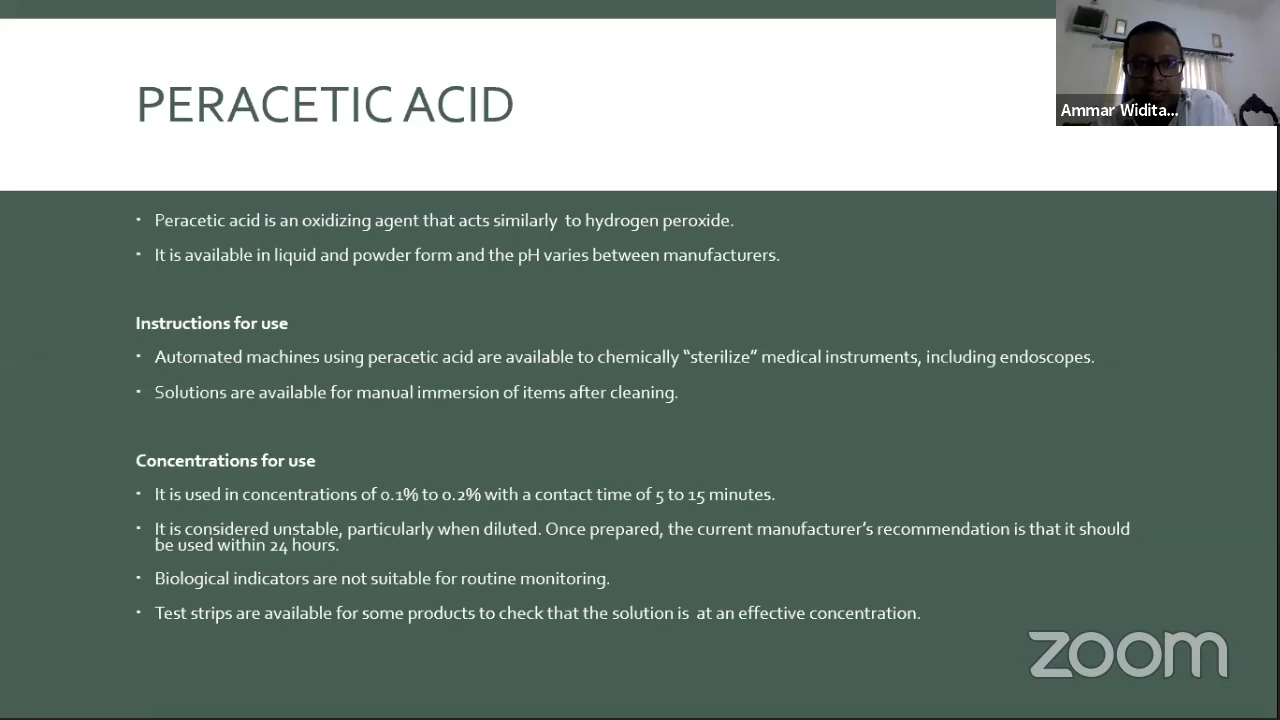 PERACETIC ACID
Ammar Widita...
• Peracetic acid is an oxidizing agent that acts similarly to hydrogen peroxide.
• It is available in liquid and powder form and the pH varies between manufacturers.
Instructions for use
• Automated machines using peracetic acid are available to chemically “sterilize” medical instruments, including endoscopes.
• Solutions are available for manual immersion of items after cleaning.
Concentrations for use
• It is used in concentrations of 0.1% to 0.2% with a contact time of 5 to 15 minutes.
• It is considered unstable, particularly when diluted. Once prepared, the current manufacturer’s recommendation is that it should
be used within 24 hours.
• Biological indicators are not suitable for routine monitoring.
• Test strips are available for some products to check that the solution is at an effective concentration.
zoom